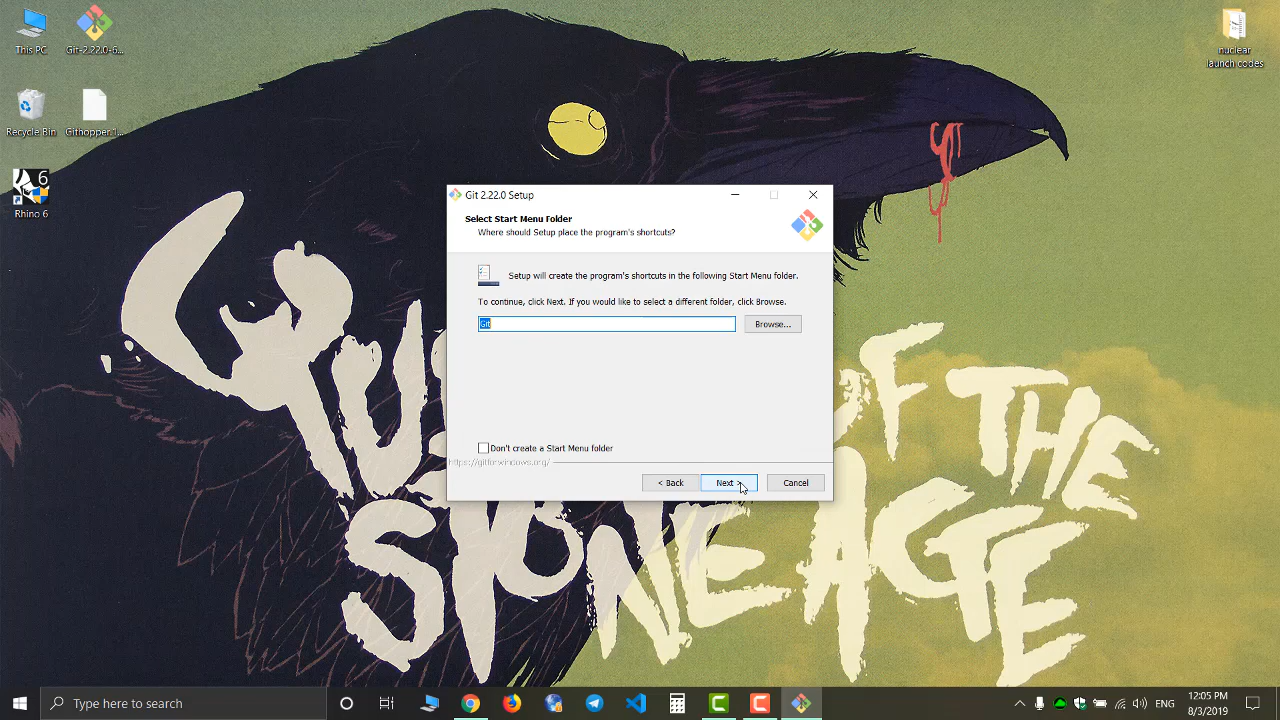 This PC
Git-2.22.0-6...
nuclear
launch codes
Recycle Bin
Githopper.1...
6
Rhino 6
OF THE
STONE AGE
Git 2.22.0 Setup
Select Start Menu Folder
Where should Setup place the program's shortcuts?
Setup will create the program's shortcuts in the following Start Menu folder.
To continue, click Next. If you would like to select a different folder, click Browse.
Git
Browse...
Don't create a Start Menu folder
https://gitforwindows.org/
< Back
Next >
Cancel
Type here to search
ENG
12:05 PM
8/3/2019